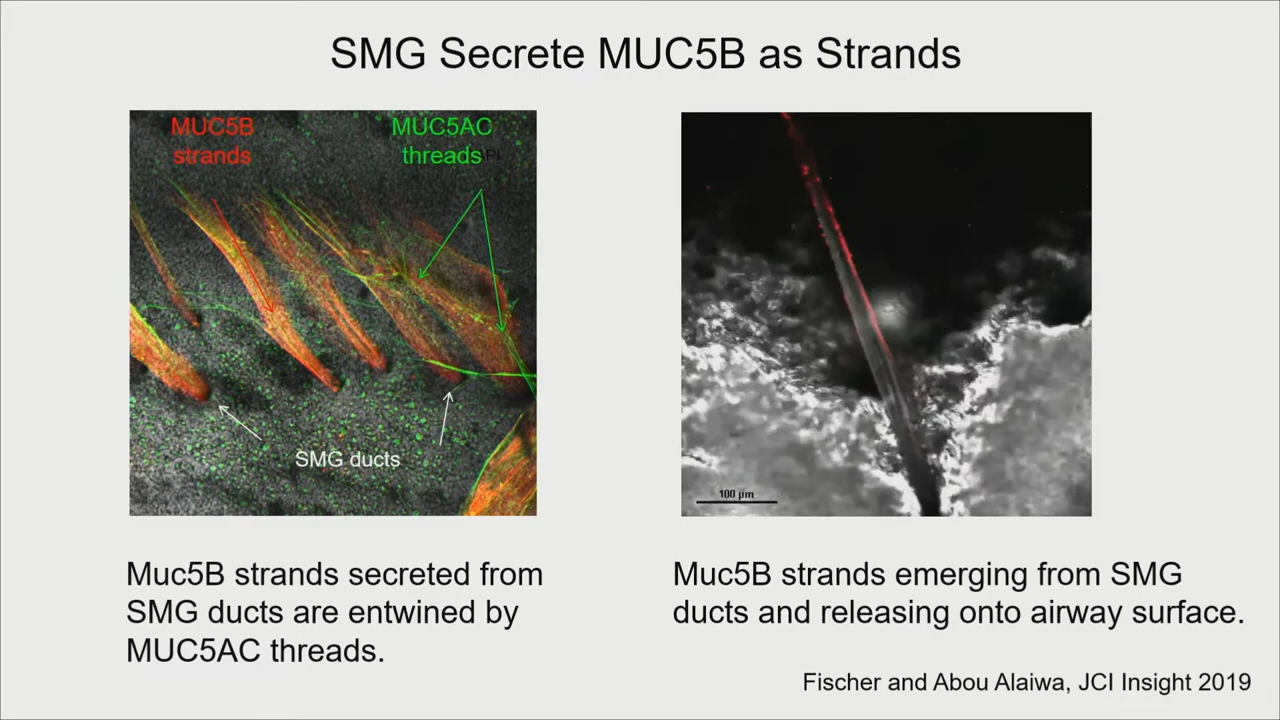 SMG Secrete MUC5B as Strands
MUC5B
strands
MUC5AC
threads
SMG ducts
100 µm
Muc5B strands secreted from
SMG ducts are entwined by
MUC5AC threads.
Muc5B strands emerging from SMG
ducts and releasing onto airway surface.
Fischer and Abou Alaiwa, JCI Insight 2019